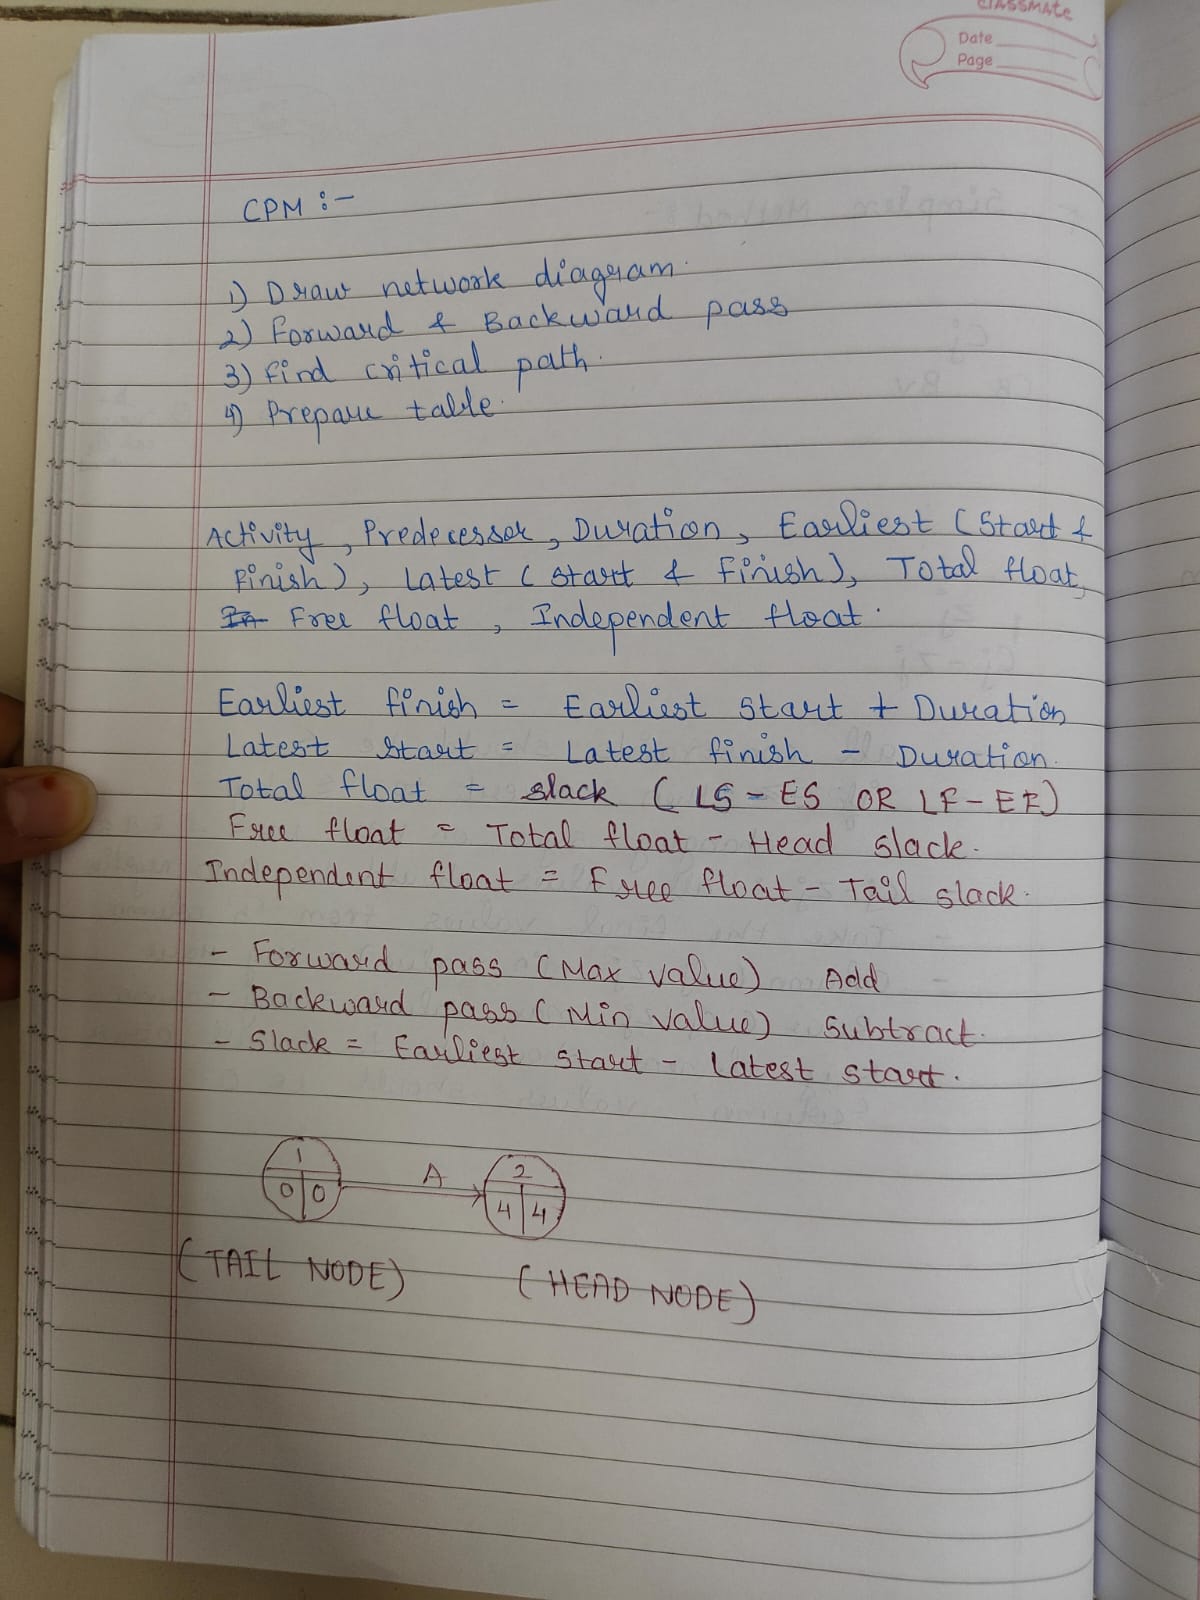 classmate
Date
Page
CPM :-
1) Draw network diagram.
2) Forward & Backward pass
3) Find critical path.
4) Prepare table.
Activity, Predecessor, Duration, Earliest (Start &
Finish), Latest (Start & Finish), Total float,
Free float, Independent float.
Earliest finish = Earliest start + Duration
Latest start = Latest finish - Duration.
Total float = slack (LS - ES OR LF - EF)
Free float = Total float - Head slack.
Independent float = Free float - Tail slack.
- Forward pass (Max value) Add
- Backward pass (Min value) Subtract.
- Slack = Earliest start - Latest start.
1 A 2
0 0 4 4
(TAIL NODE) (HEAD NODE)